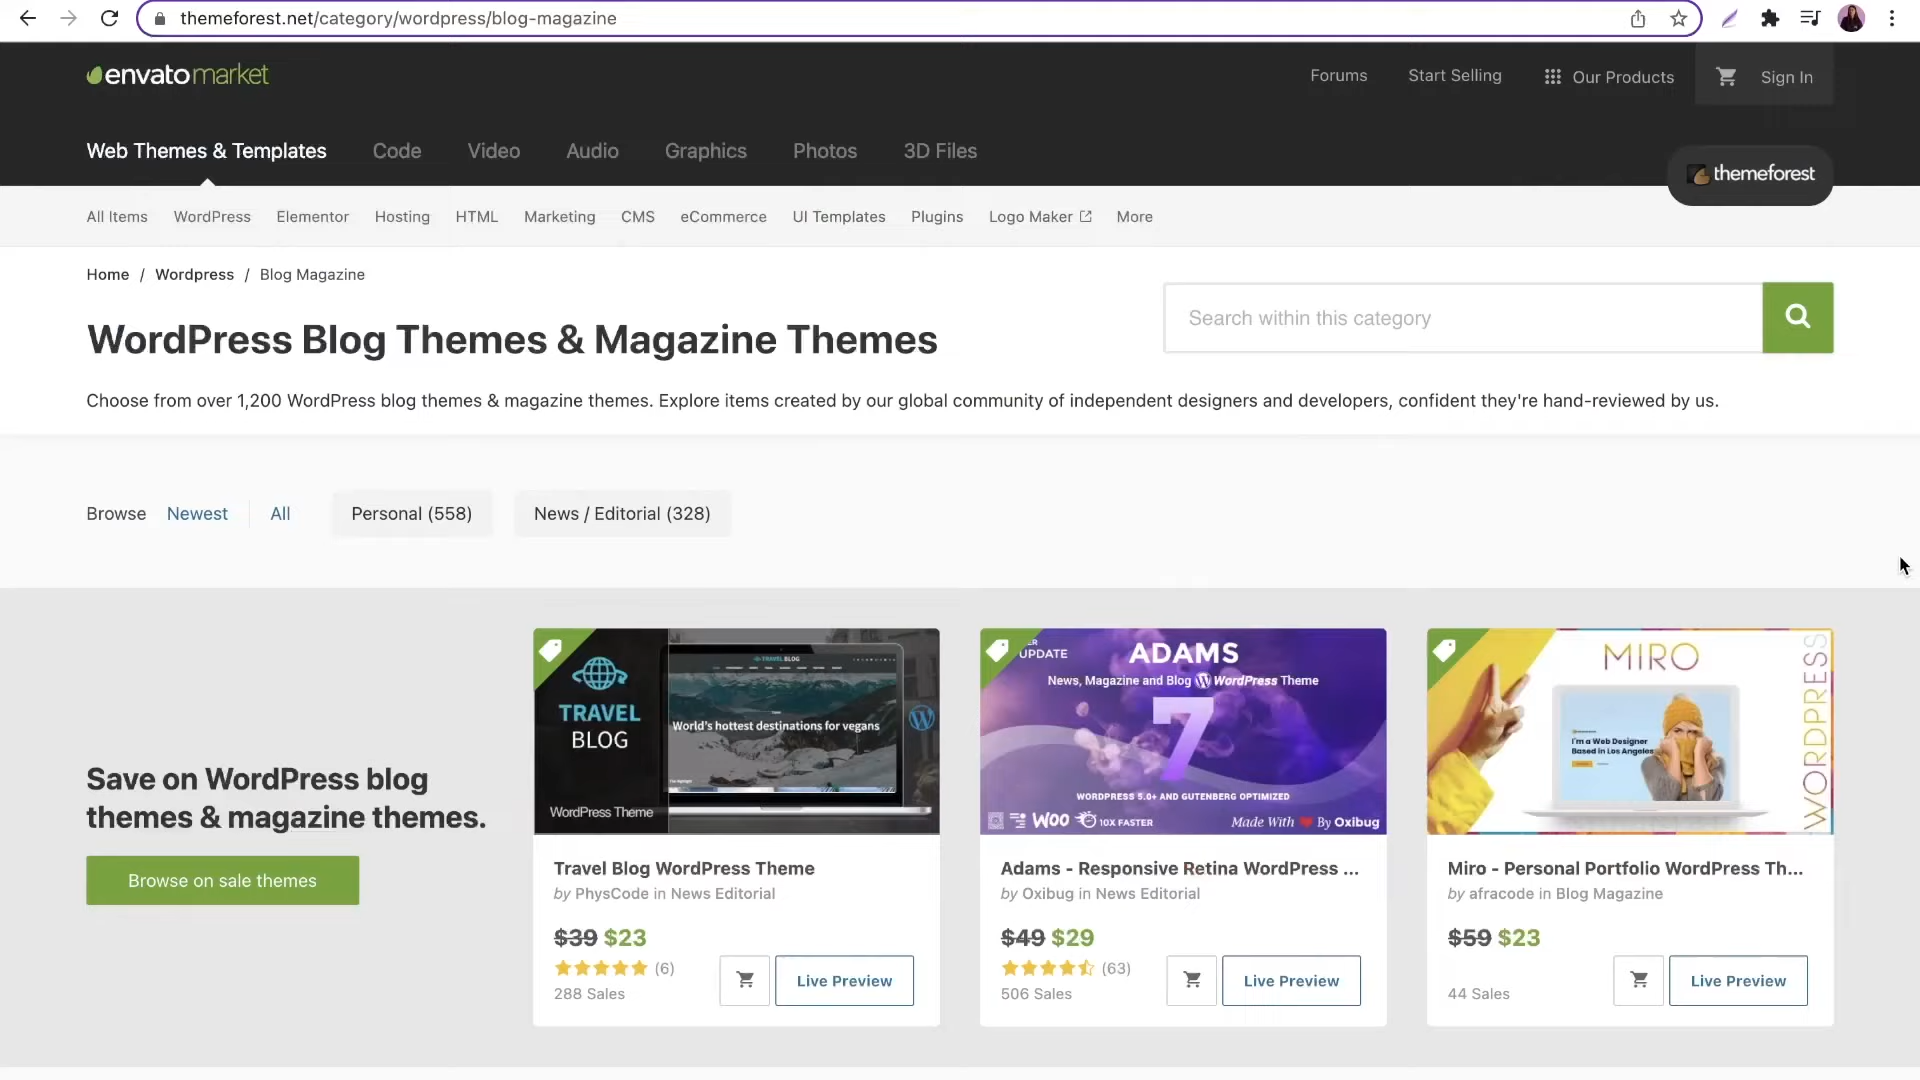 themeforest.net/category/wordpress/blog-magazine
envatomarket
Forums Start Selling Our Products Sign In
Web Themes & Templates Code Video Audio Graphics Photos 3D Files
themeforest
All Items WordPress Elementor Hosting HTML Marketing CMS eCommerce UI Templates Plugins Logo Maker More
Home / Wordpress / Blog Magazine
Search within this category
WordPress Blog Themes & Magazine Themes
Choose from over 1,200 WordPress blog themes & magazine themes. Explore items created by our global community of independent designers and developers, confident they're hand-reviewed by us.
Browse Newest All Personal (558) News / Editorial (328)
Save on WordPress blog
themes & magazine themes.
Browse on sale themes
TRAVEL
BLOG
WordPress Theme
TRAVEL BLOG
World's hottest destinations for vegans
Travel Blog WordPress Theme
by PhysCode in News Editorial
$39 $23
(6)
288 Sales
Live Preview
UPDATE
ADAMS
News, Magazine and Blog WordPress Theme
7
WORDPRESS 5.0+ AND GUTENBERG OPTIMIZED
WOO 10X FASTER Made With By Oxibug
Adams - Responsive Retina WordPress ...
by Oxibug in News Editorial
$49 $29
(63)
506 Sales
Live Preview
MIRO
WORDPRESS
I'm a Web Designer
Based in Los Angeles
Miro - Personal Portfolio WordPress Th...
by afracode in Blog Magazine
$59 $23
44 Sales
Live Preview